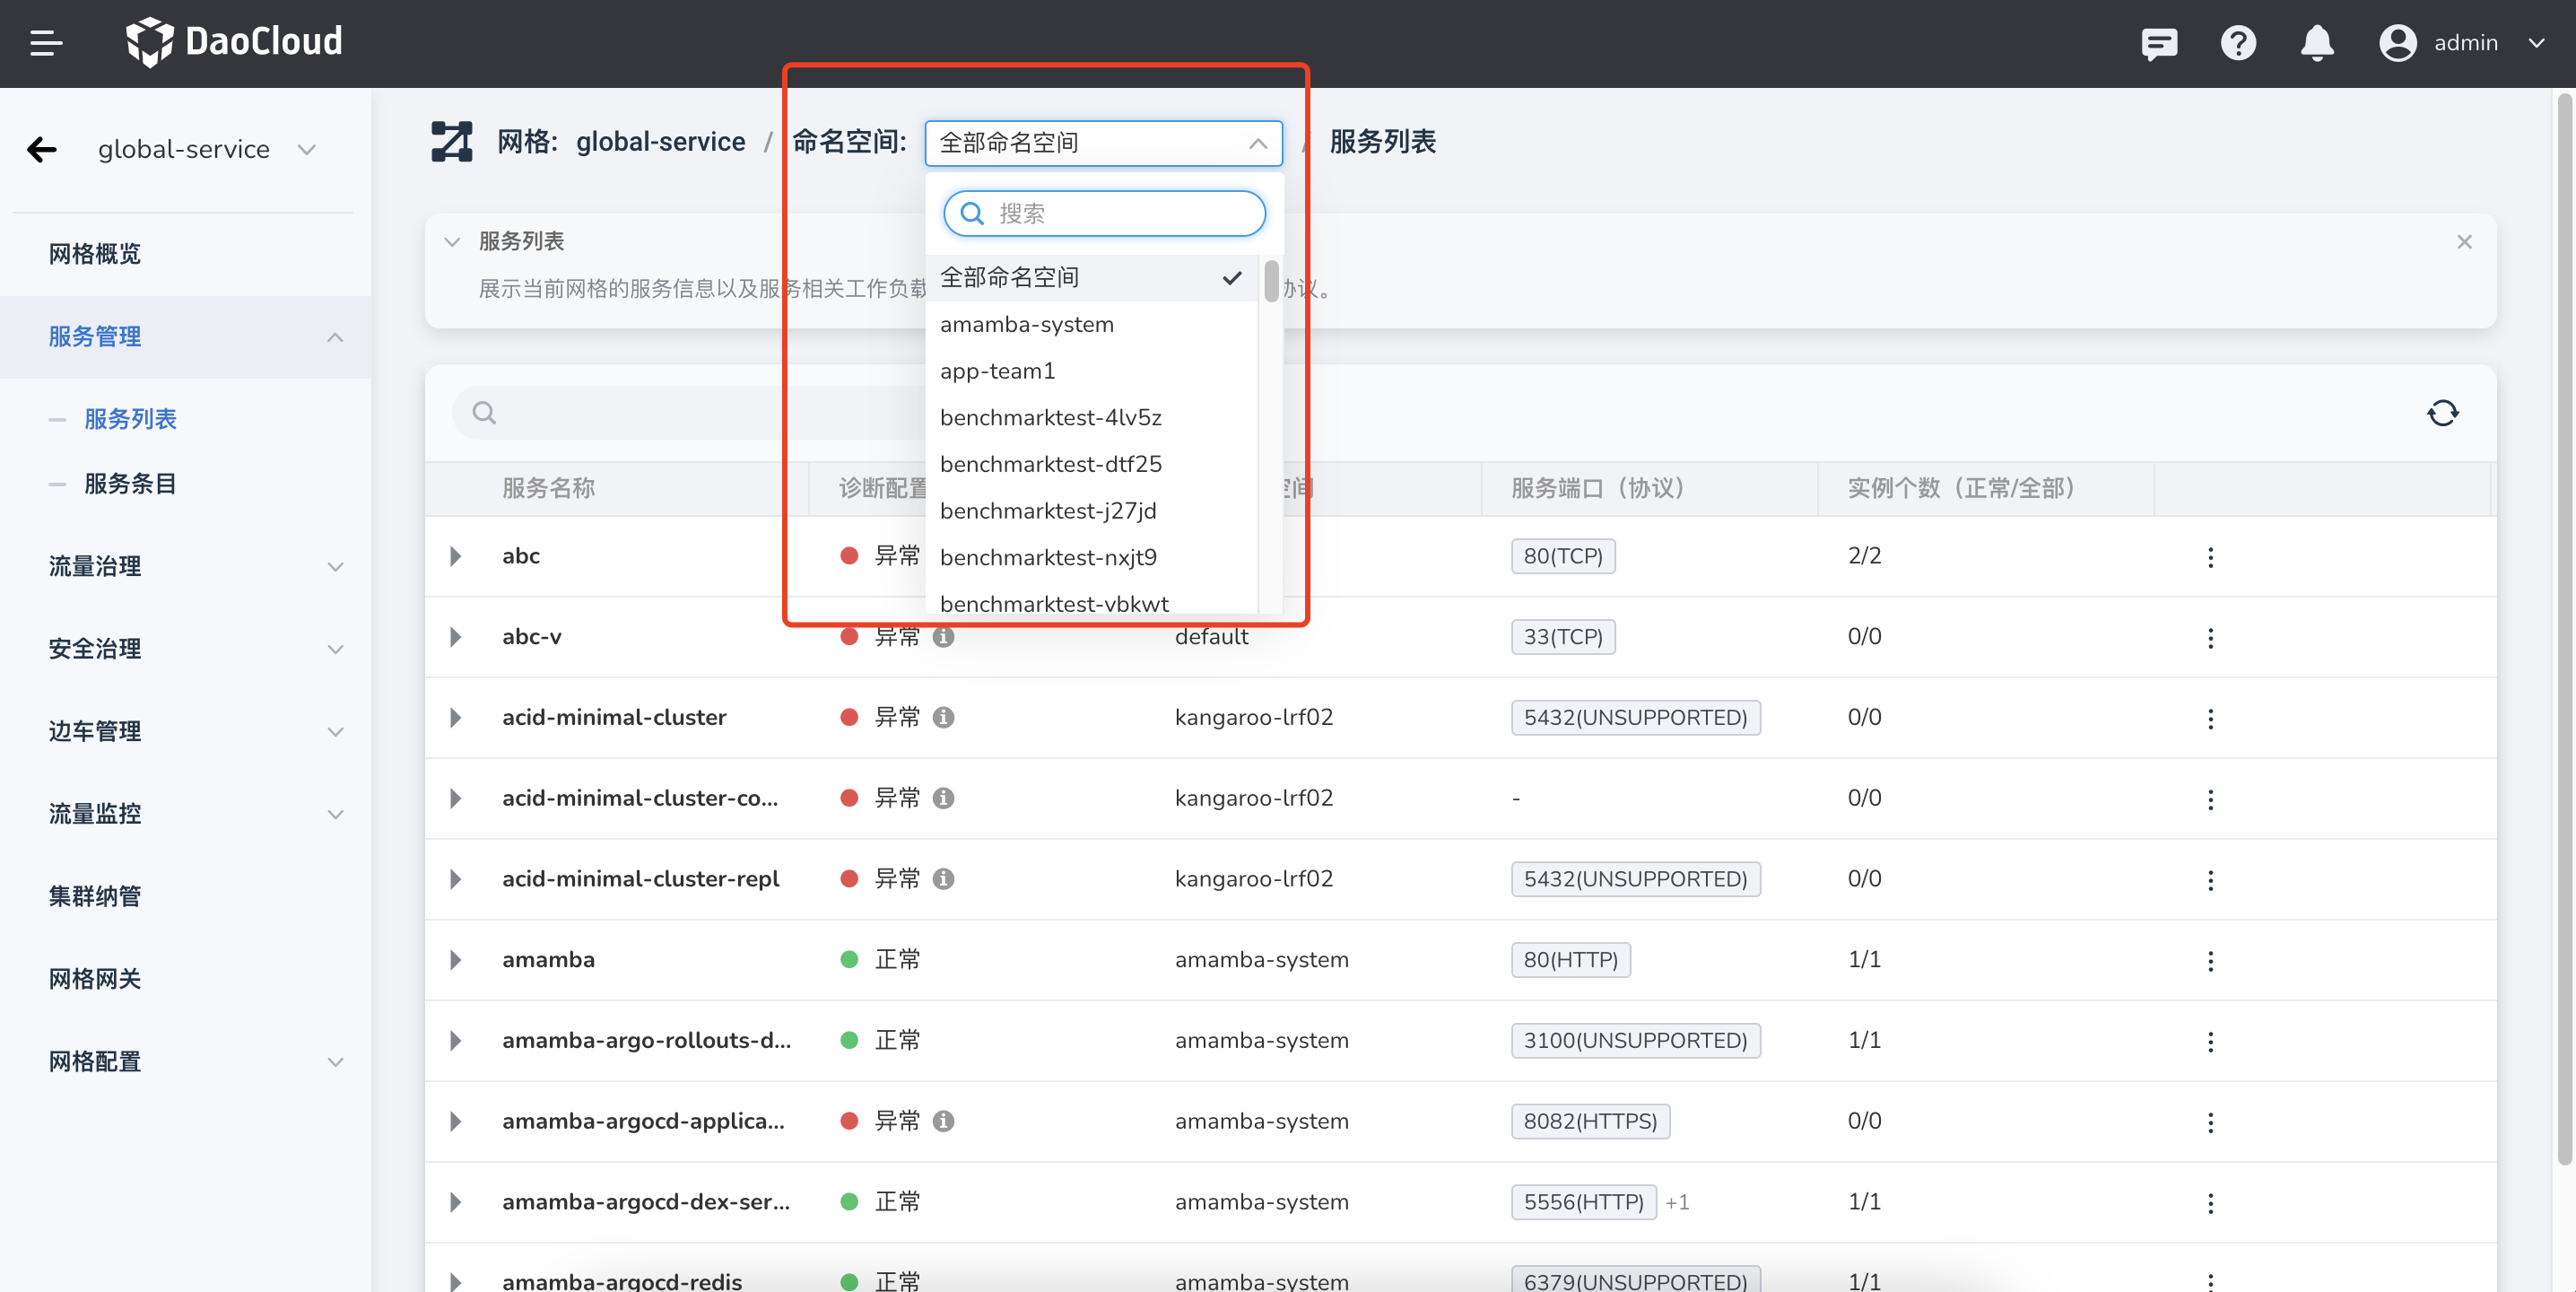 DaoCloud
admin
global-service
网格: global-service / 命名空间: 全部命名空间 / 服务列表
搜索
全部命名空间
amamba-system
app-team1
benchmarktest-4lv5z
benchmarktest-dtf25
benchmarktest-j27jd
benchmarktest-nxjt9
benchmarktest-vbkwt
网格概览
服务管理
服务列表
服务条目
流量治理
安全治理
边车管理
流量监控
集群纳管
网格网关
网格配置
服务列表
展示当前网格的服务信息以及服务相关工作负载 协议。
服务名称 诊断配置 空间 服务端口（协议） 实例个数（正常/全部）
abc 异常 80(TCP) 2/2
abc-v 异常 default 33(TCP) 0/0
acid-minimal-cluster 异常 kangaroo-lrf02 5432(UNSUPPORTED) 0/0
acid-minimal-cluster-co... 异常 kangaroo-lrf02 - 0/0
acid-minimal-cluster-repl 异常 kangaroo-lrf02 5432(UNSUPPORTED) 0/0
amamba 正常 amamba-system 80(HTTP) 1/1
amamba-argo-rollouts-d... 正常 amamba-system 3100(UNSUPPORTED) 1/1
amamba-argocd-applica... 异常 amamba-system 8082(HTTPS) 0/0
amamba-argocd-dex-ser... 正常 amamba-system 5556(HTTP) +1 1/1
amamba-argocd-redis 正常 amamba-system 6379(UNSUPPORTED) 1/1